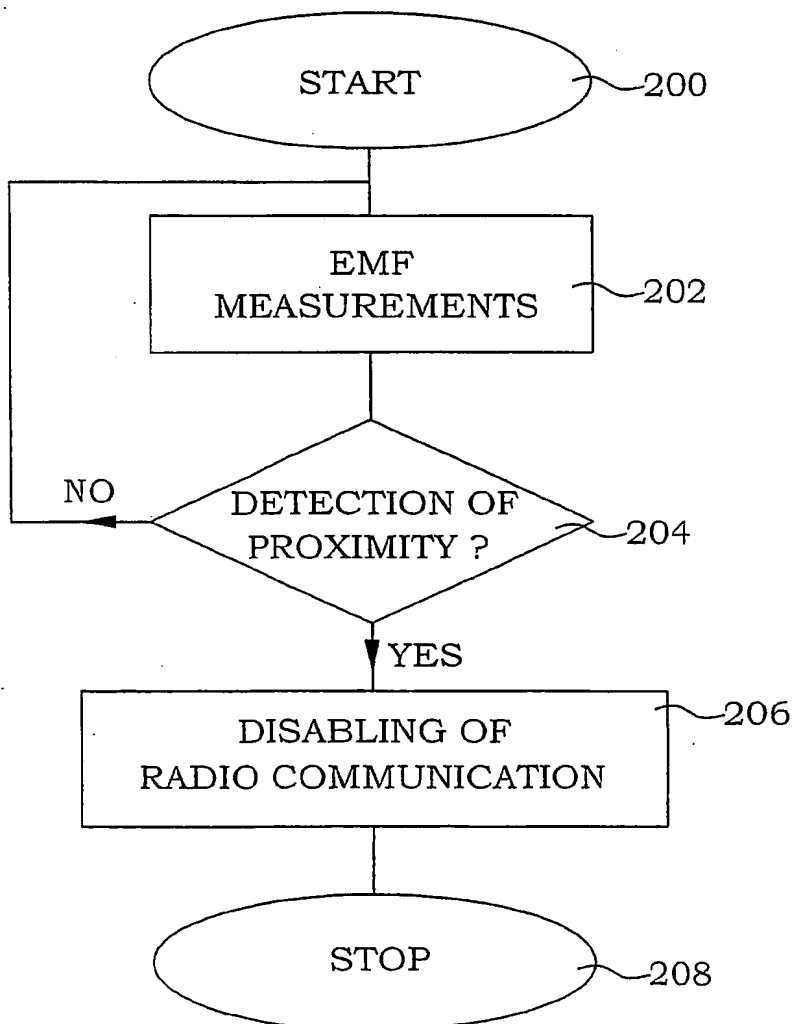 START
200
EMF
MEASUREMENTS
202
NO
DETECTION OF
PROXIMITY ?
204
YES
DISABLING OF
RADIO COMMUNICATION
206
STOP
208